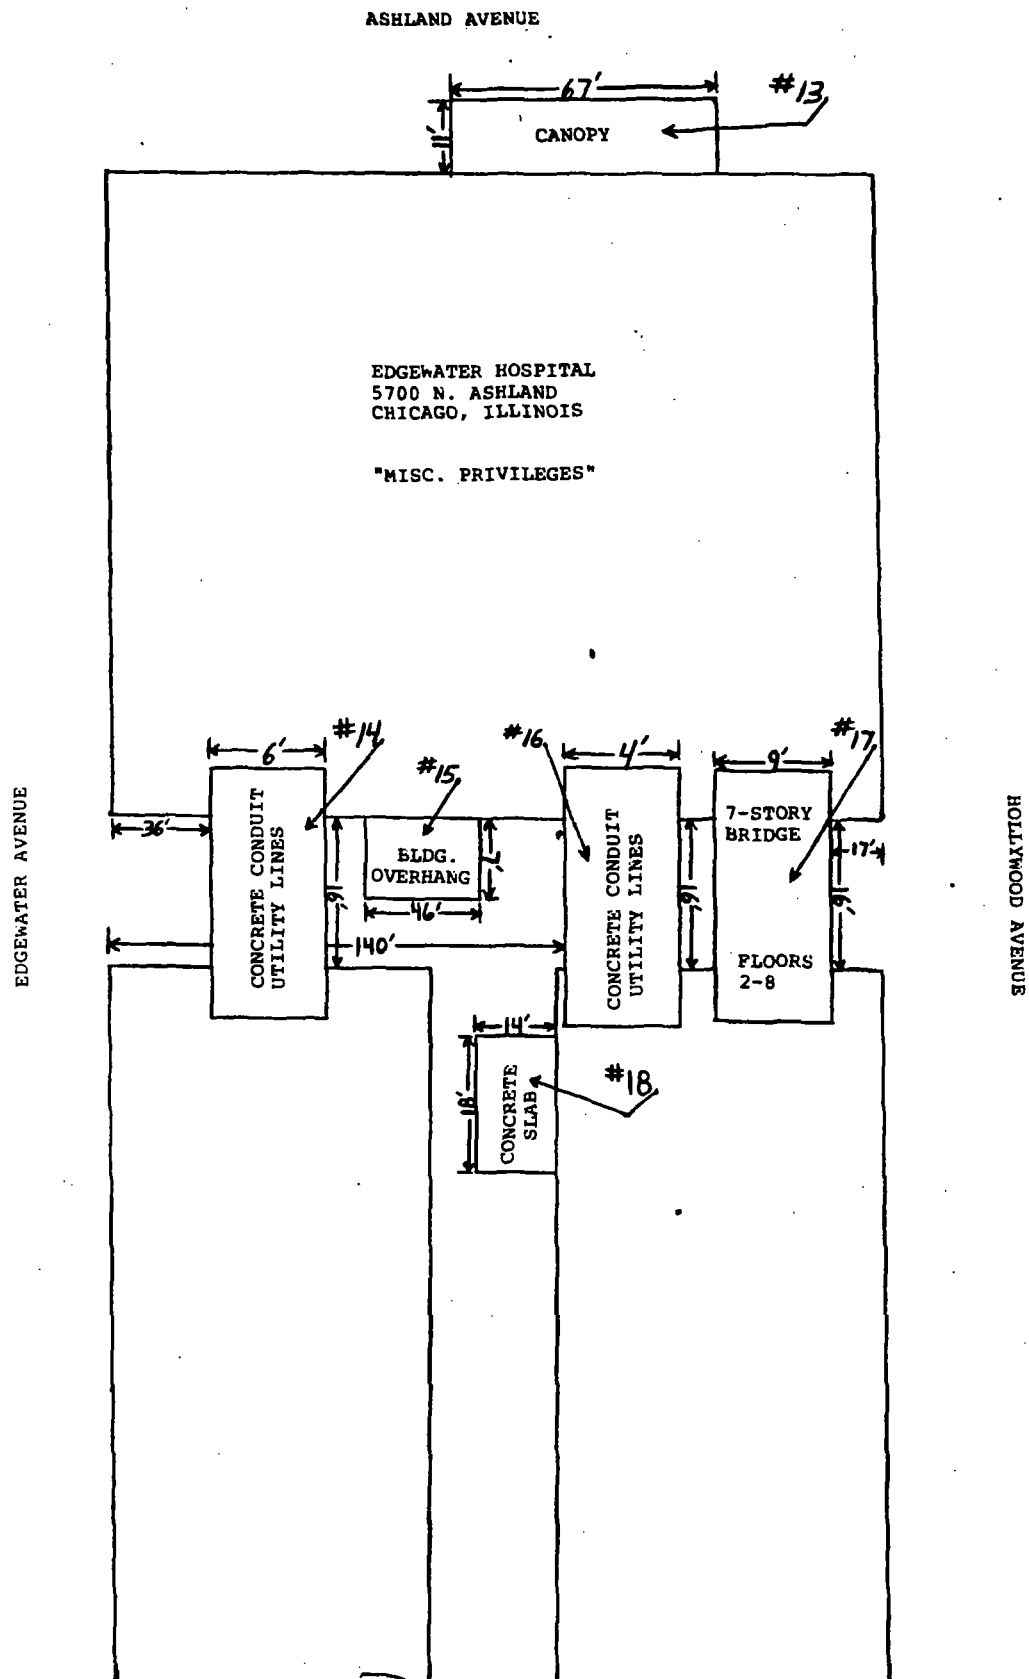 ASHLAND AVENUE
67'
#13
11'
CANOPY
EDGEWATER HOSPITAL
5700 N. ASHLAND
CHICAGO, ILLINOIS
"MISC. PRIVILEGES"
6'
#14
#15
#16
4'
#17
9'
36'
CONCRETE CONDUIT
UTILITY LINES
16'
BLDG.
OVERHANG
7'
46'
140'
CONCRETE CONDUIT
UTILITY LINES
16'
7-STORY
BRIDGE
FLOORS
2-8
16'
17'
EDGEWATER AVENUE
HOLLYWOOD AVENUE
14'
18'
CONCRETE
SLAB
#18